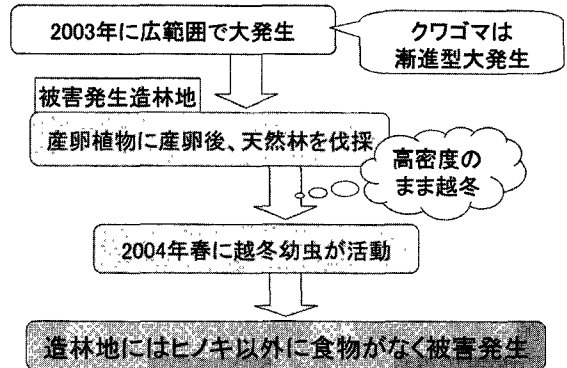 2003年に広範囲で大発生
クワゴマは
漸進型大発生
被害発生造林地
産卵植物に産卵後、天然林を伐採
高密度の
まま越冬
2004年春に越冬幼虫が活動
造林地にはヒノキ以外に食物がなく被害発生